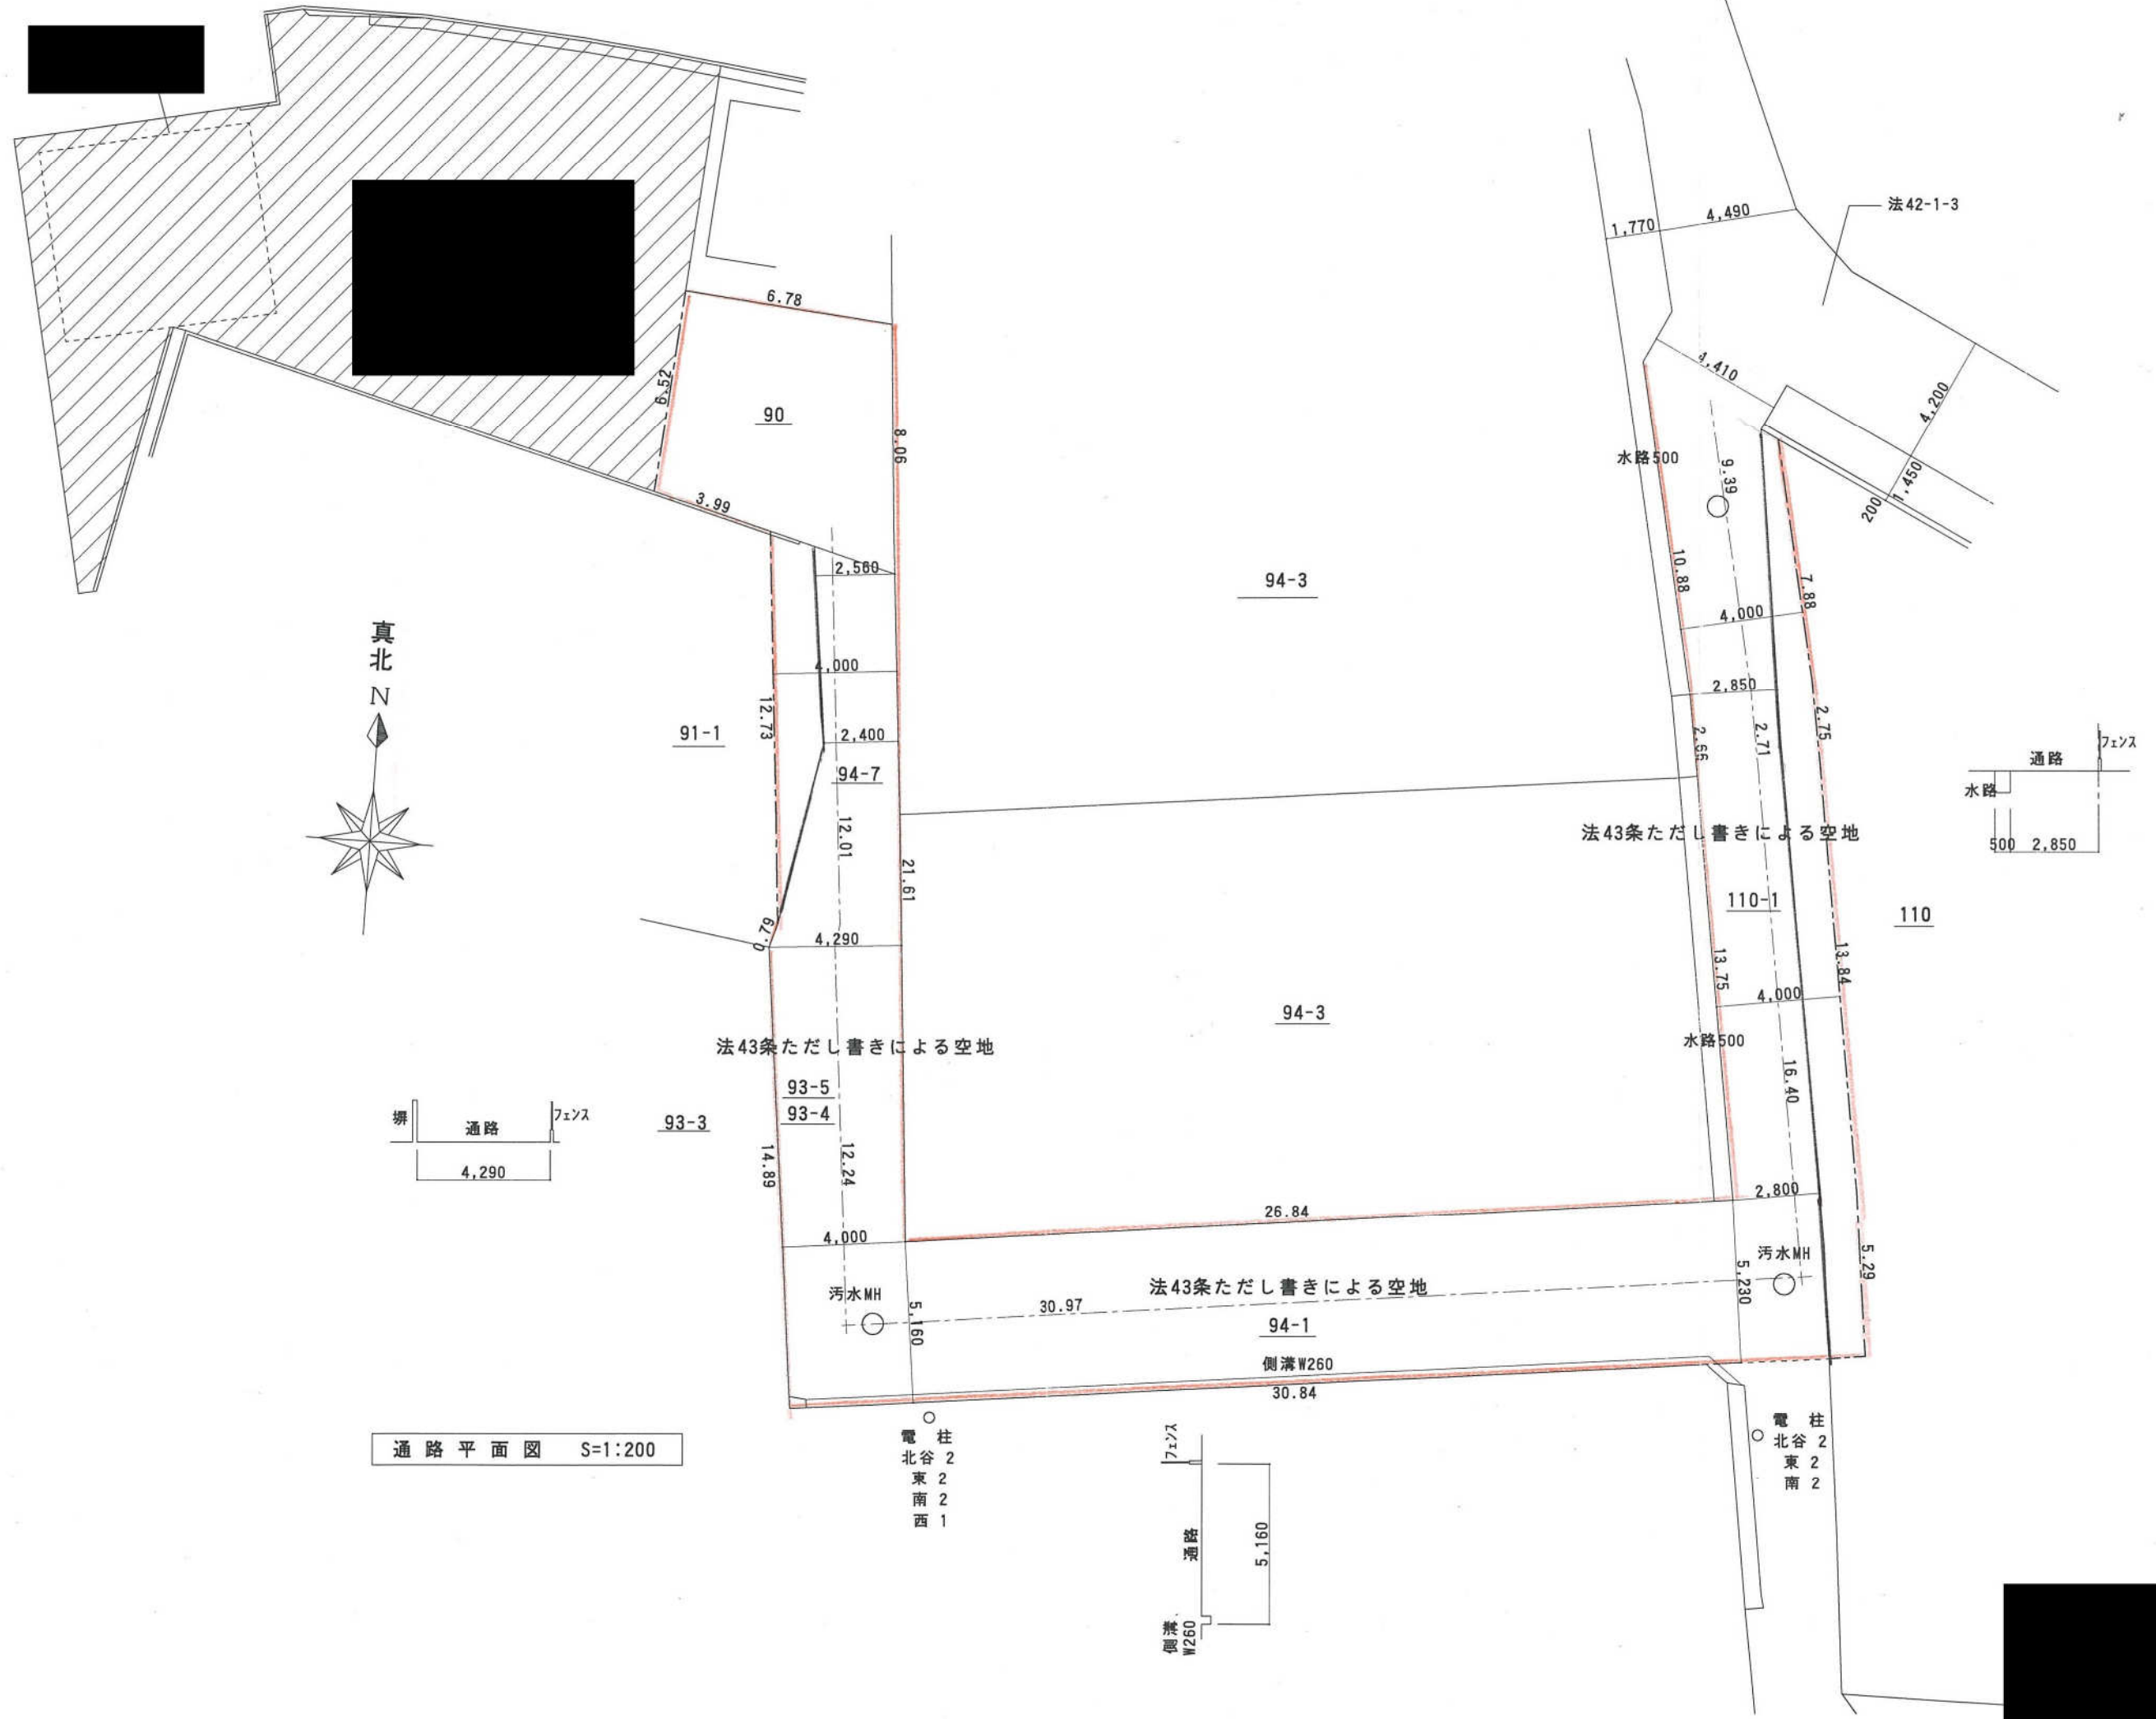 法42-1-3
4,490
1,770
6.78
4,410
4,200
6.52
90
8.06
水路500
9.39
1,450
200
3.99
2,560
10.88
7.88
94-3
4,000
真北
N
4,000
2,850
12.73
91-1
2,400
2.66
2.71
2.75
94-7
通路
フェンス
水路
500 2,850
12.01
法43条ただし書きによる空地
21.61
110-1
110
0.79
4,290
13.75
13.84
4,000
94-3
法43条ただし書きによる空地
水路500
93-5
93-4
16.40
塀
通路
フェンス
4,290
93-3
14.89
12.24
2,800
26.84
4,000
汚水MH
法43条ただし書きによる空地
5.29
5,230
汚水MH
30.97
5,160
94-1
側溝W260
30.84
通路平面図 S=1:200
電 柱
北谷 2
東 2
南 2
西 1
電 柱
北谷 2
東 2
南 2
フェンス
通路
5,160
側溝
W260